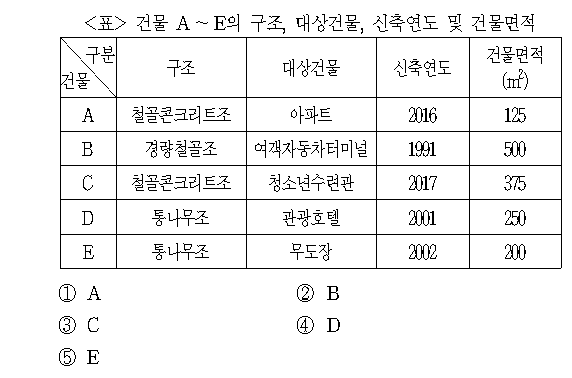 <표> 건물 A ~ E의 구조, 대상건물, 신축연도 및 건물면적
구분 건물 구조 대상건물 신축연도 건물면적 (㎡)
A 철골콘크리트조 아파트 2016 125
B 경량철골조 여객자동차터미널 1991 500
C 철골콘크리트조 청소년수련관 2017 375
D 통나무조 관광호텔 2001 250
E 통나무조 무도장 2002 200
① A ② B
③ C ④ D
⑤ E